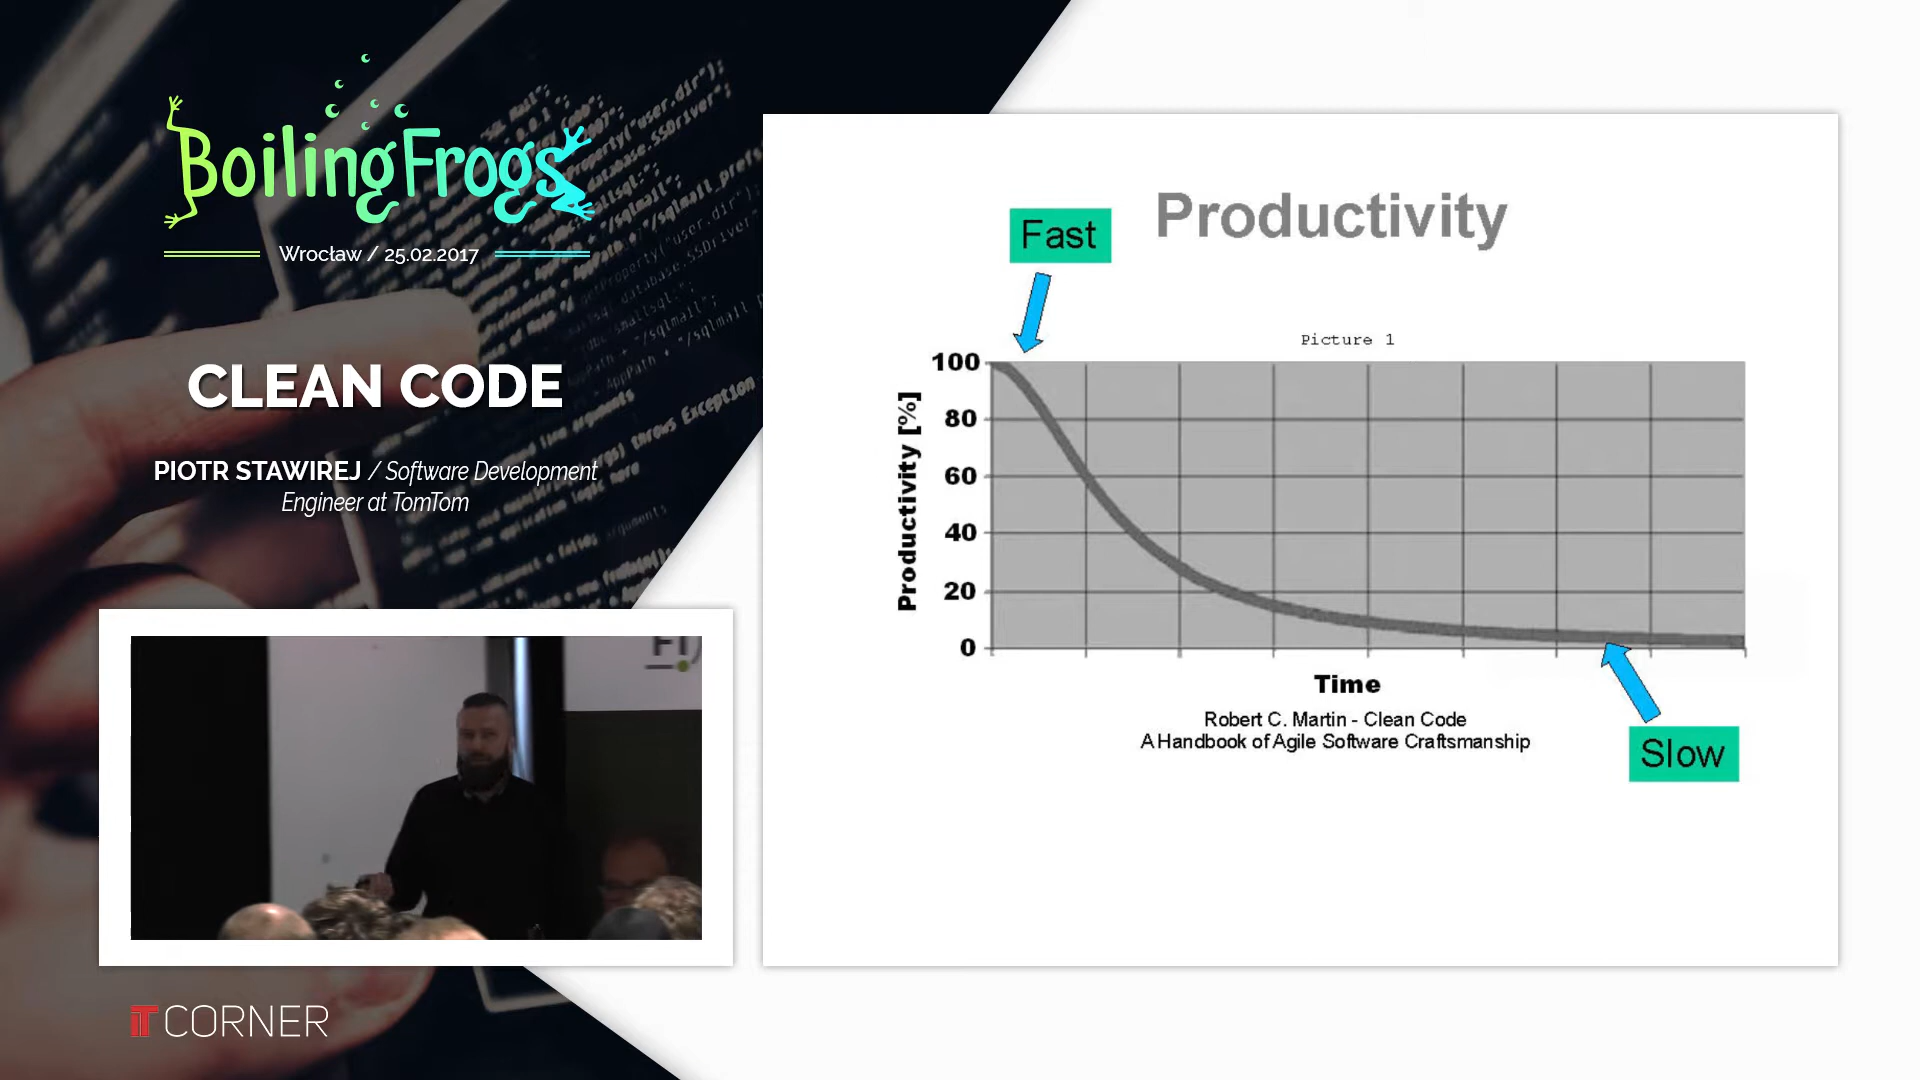 BoilingFrogs
Wrocław / 25.02.2017
CLEAN CODE
PIOTR STAWIREJ / Software Development
Engineer at TomTom
IT CORNER
Productivity
Fast
Picture 1
100
80
60
40
20
0
Productivity [%]
Time
Robert C. Martin - Clean Code
A Handbook of Agile Software Craftsmanship
Slow